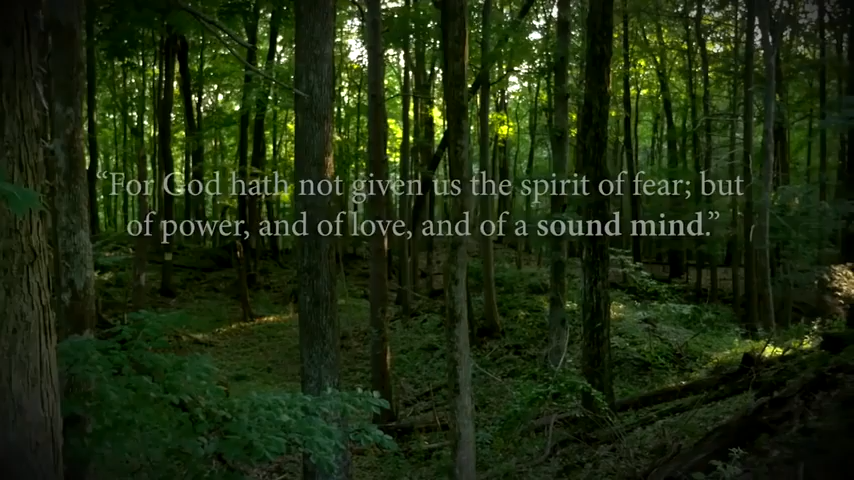 “For God hath not given us the spirit of fear; but
of power, and of love, and of a sound mind.”